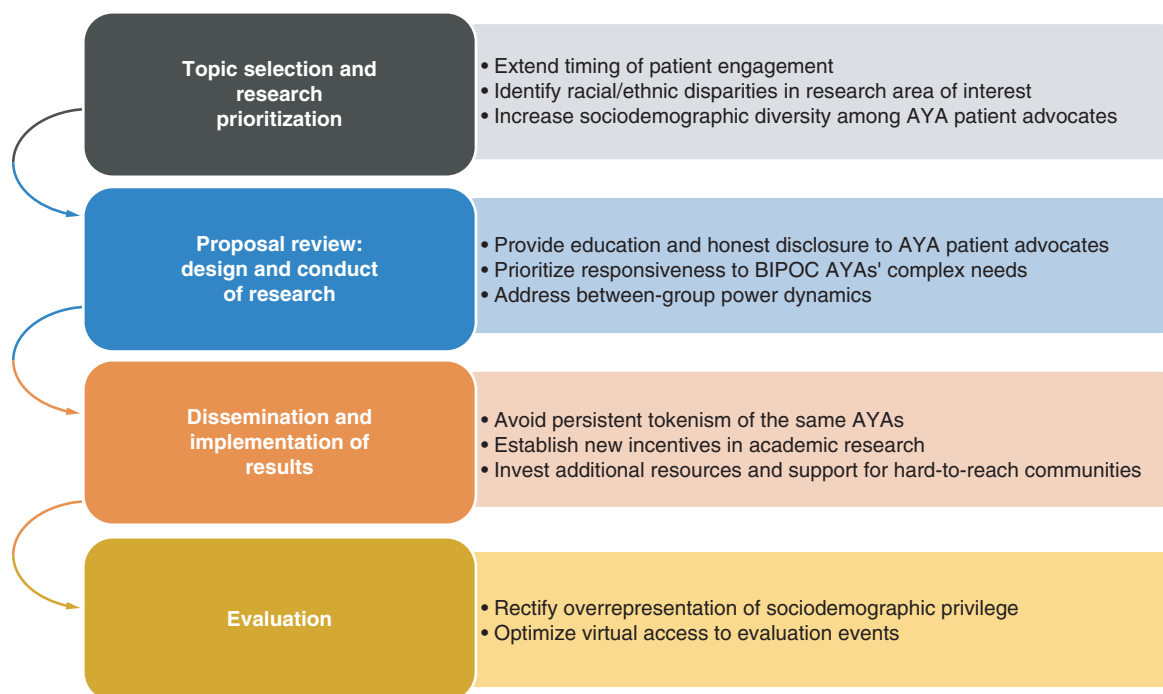 Topic selection and
research
prioritization
• Extend timing of patient engagement
• Identify racial/ethnic disparities in research area of interest
• Increase sociodemographic diversity among AYA patient advocates
Proposal review:
design and conduct
of research
• Provide education and honest disclosure to AYA patient advocates
• Prioritize responsiveness to BIPOC AYAs' complex needs
• Address between-group power dynamics
Dissemination and
implementation of
results
• Avoid persistent tokenism of the same AYAs
• Establish new incentives in academic research
• Invest additional resources and support for hard-to-reach communities
Evaluation
• Rectify overrepresentation of sociodemographic privilege
• Optimize virtual access to evaluation events